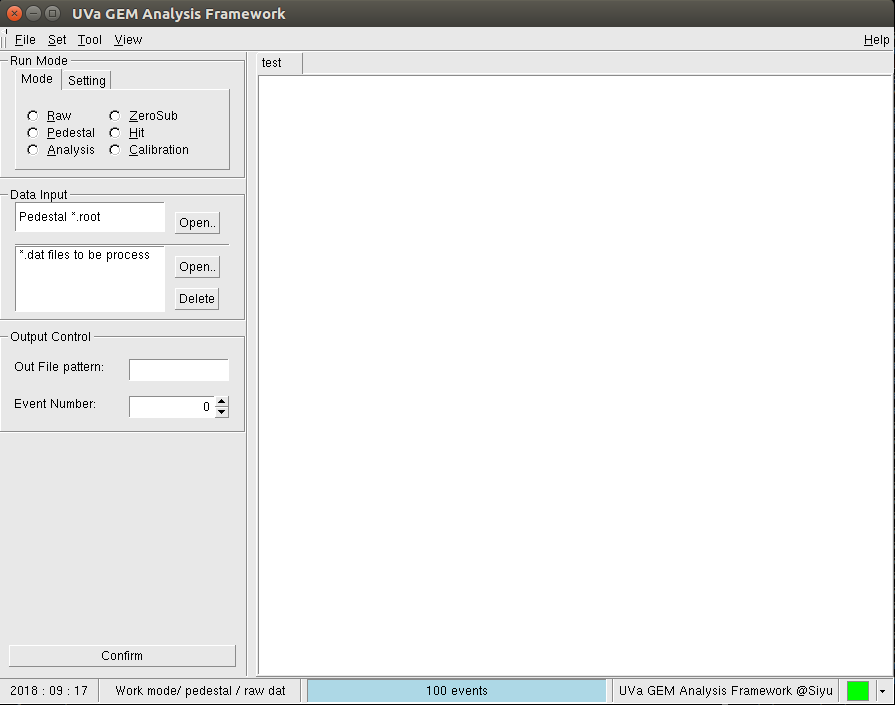 UVa GEM Analysis Framework
File Set Tool View Help
Run Mode
Mode Setting
Raw ZeroSub
Pedestal Hit
Analysis Calibration
Data Input
Pedestal *.root Open..
*.dat files to be process
Open..
Delete
Output Control
Out File pattern:
Event Number: 0
Confirm
test
2018 : 09 : 17 Work mode/ pedestal / raw dat 100 events UVa GEM Analysis Framework @Siyu